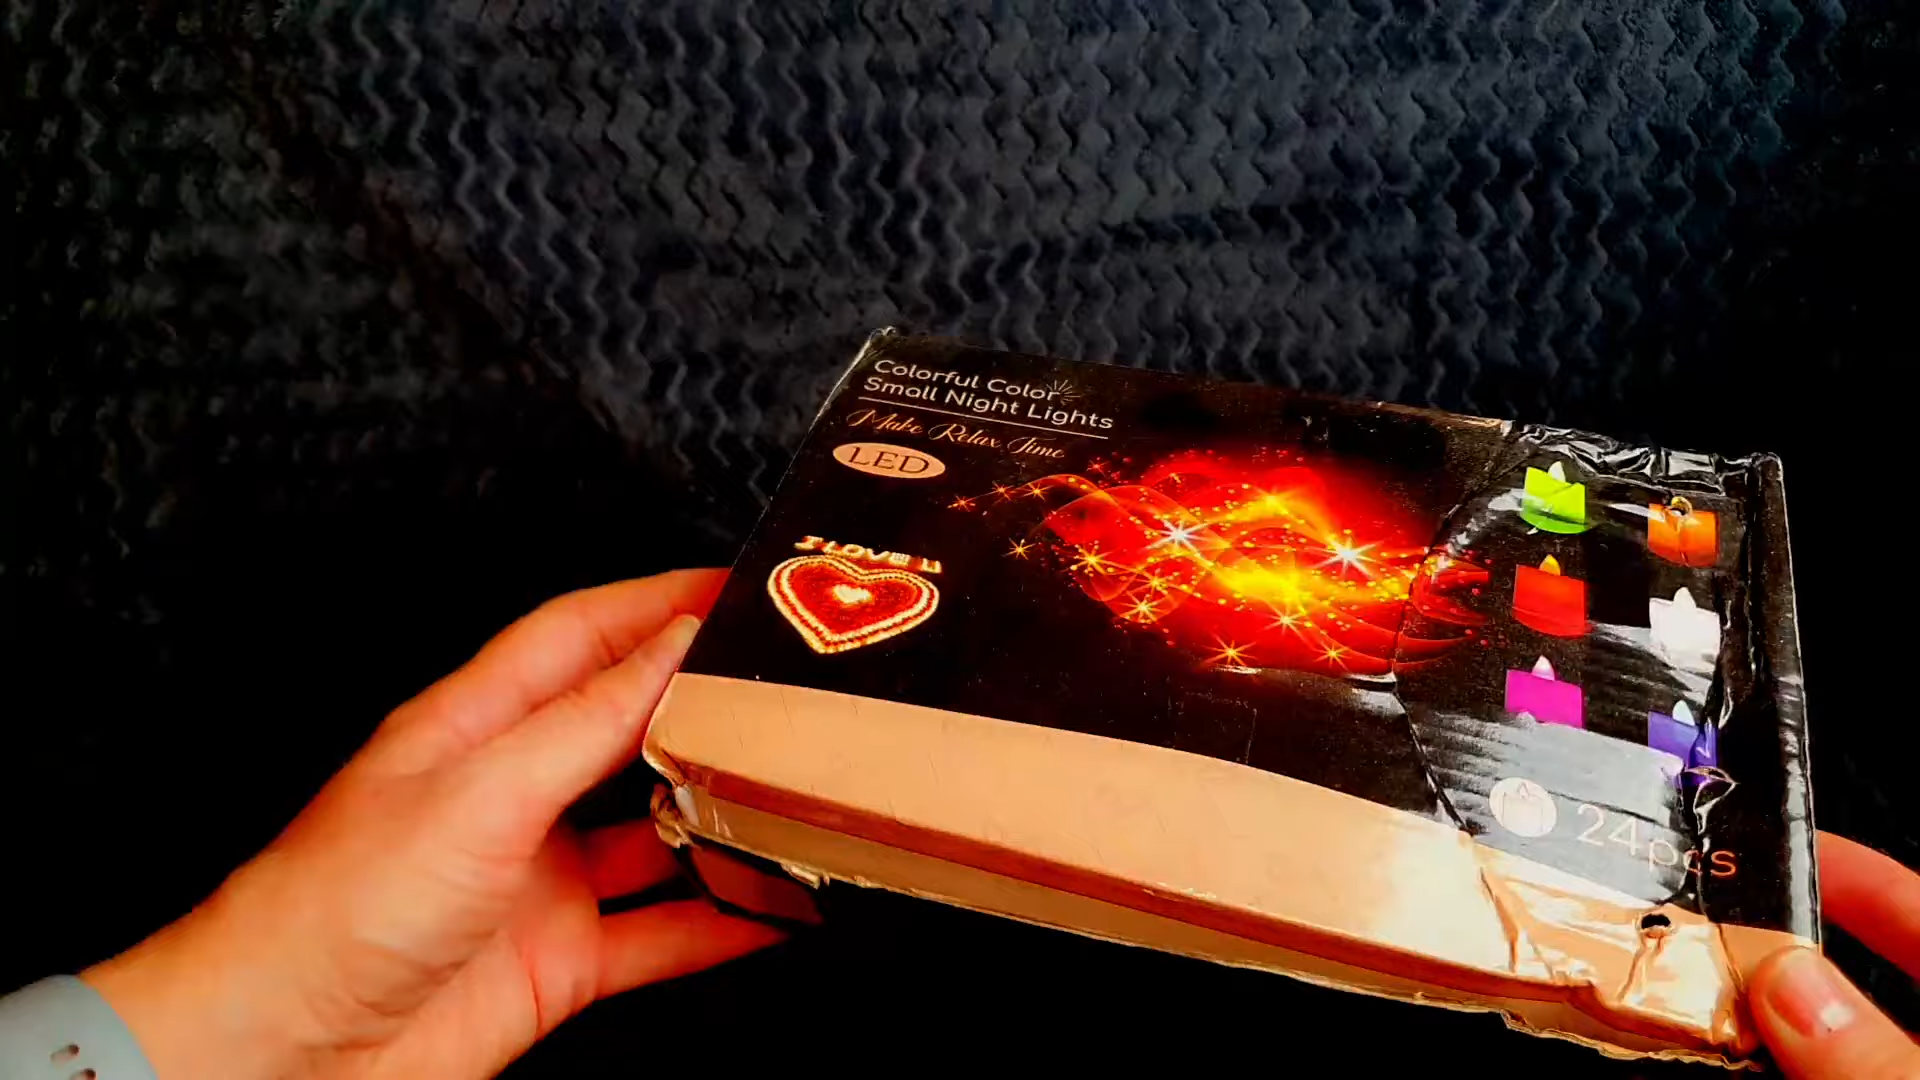 Colorful Color
Small Night Lights
Make Relax Time
LED
I LOVE U
24pcs